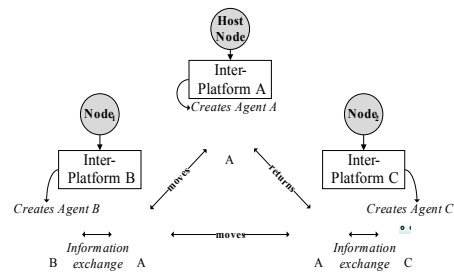 Host
Node
Inter-
Platform A
Creates Agent A
Node1
Node2
Inter-
Platform B
Inter-
Platform C
A
moves
returns
Creates Agent B
Creates Agent C
moves
B
Information
exchange
A
A
Information
exchange
C